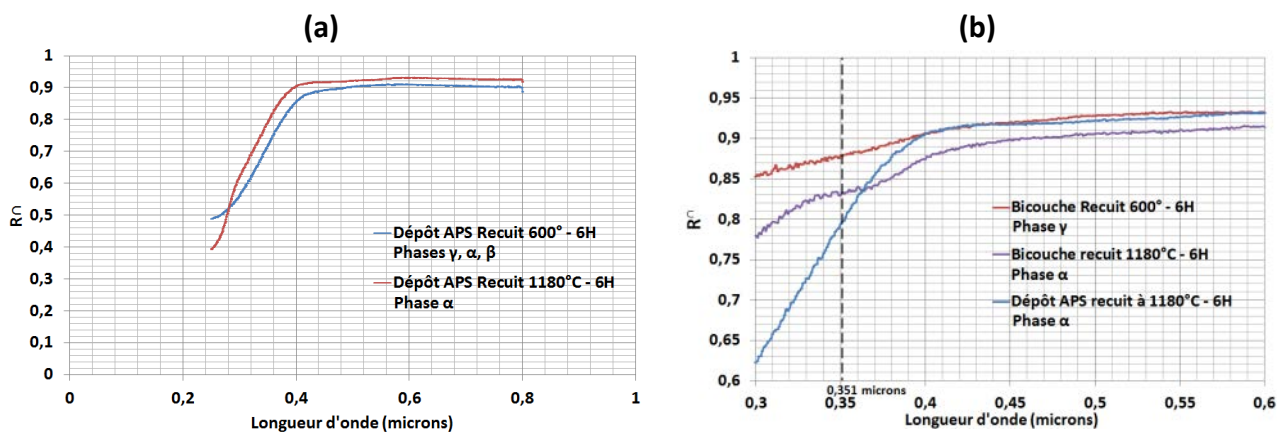 (a)
1
0,9
0,8
0,7
0,6
0,5
0,4
0,3
0,2
0,1
0
R∩
Dépôt APS Recuit 600° - 6H
Phases γ, α, β
Dépôt APS Recuit 1180°C - 6H
Phase α
0
0,2
0,4
0,6
0,8
1
Longueur d'onde (microns)
(b)
1
0,95
0,9
0,85
0,8
0,75
0,7
0,65
0,6
R∩
Bicouche Recuit 600° - 6H
Phase γ
Bicouche recuit 1180°C - 6H
Phase α
Dépôt APS recuit à 1180°C - 6H
Phase α
0,351 microns
0,3
0,35
0,4
0,45
0,5
0,55
0,6
Longueur d'onde (microns)